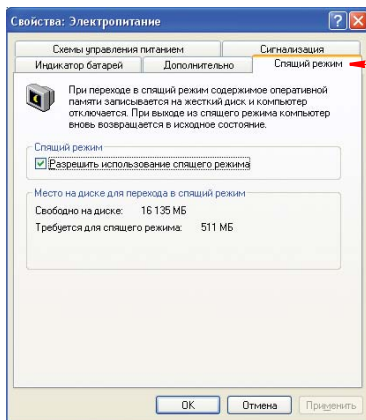 Свойства: Электропитание
Схемы управления питанием
Сигнализация
Индикатор батарей
Дополнительно
Спящий режим
При переходе в спящий режим содержимое оперативной
памяти записывается на жесткий диск и компьютер
отключается. При выходе из спящего режима компьютер
вновь возвращается в исходное состояние.
Спящий режим
Разрешить использование спящего режима
Место на диске для перехода в спящий режим
Свободно на диске: 16 135 МБ
Требуется для спящего режима: 511 МБ
OK
Отмена
Применить